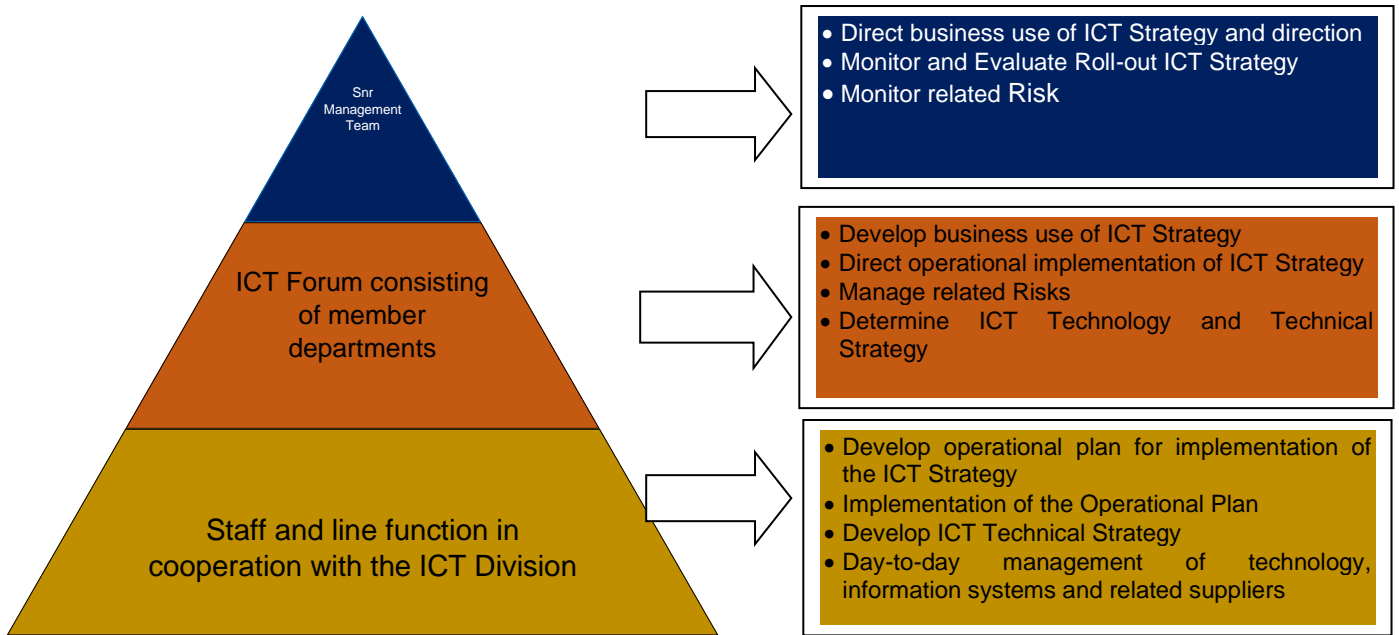 Snr
Management
Team
• Direct business use of ICT Strategy and direction
• Monitor and Evaluate Roll-out ICT Strategy
• Monitor related Risk
ICT Forum consisting
of member
departments
• Develop business use of ICT Strategy
• Direct operational implementation of ICT Strategy
• Manage related Risks
• Determine ICT Technology and Technical
Strategy
Staff and line function in
cooperation with the ICT Division
• Develop operational plan for implementation of
the ICT Strategy
• Implementation of the Operational Plan
• Develop ICT Technical Strategy
• Day-to-day management of technology,
information systems and related suppliers